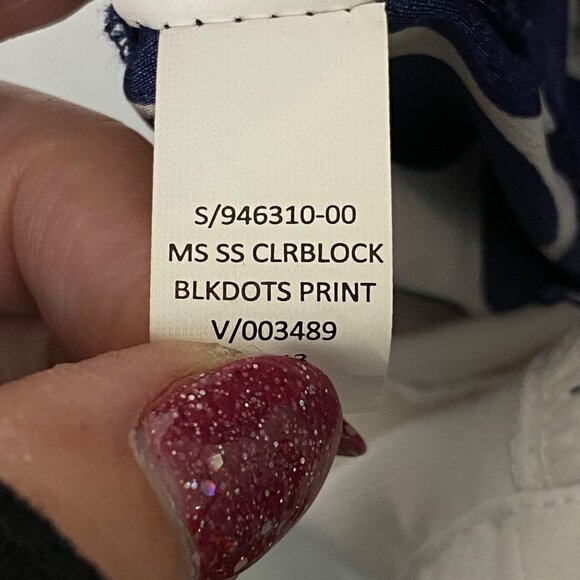 S/946310-00
MS SS CLRBLOCK
BLKDOTS PRINT
V/003489